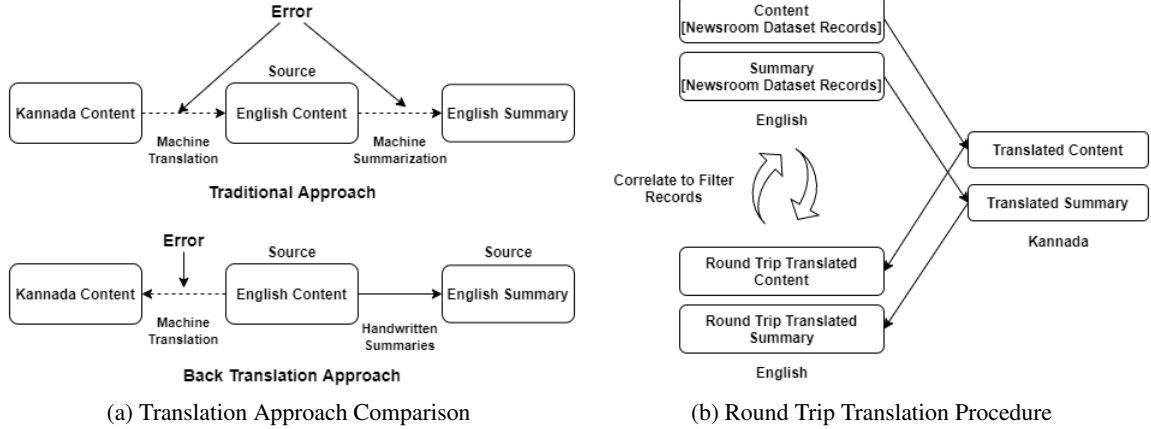 Error
Source
Kannada Content
English Content
English Summary
Machine
Translation
Machine
Summarization
Traditional Approach
Error
Source
Source
Kannada Content
English Content
English Summary
Machine
Translation
Handwritten
Summaries
Back Translation Approach
(a) Translation Approach Comparison
Content
[Newsroom Dataset Records]
Summary
[Newsroom Dataset Records]
English
Translated Content
Correlate to Filter
Records
Translated Summary
Kannada
Round Trip Translated
Content
Round Trip Translated
Summary
English
(b) Round Trip Translation Procedure